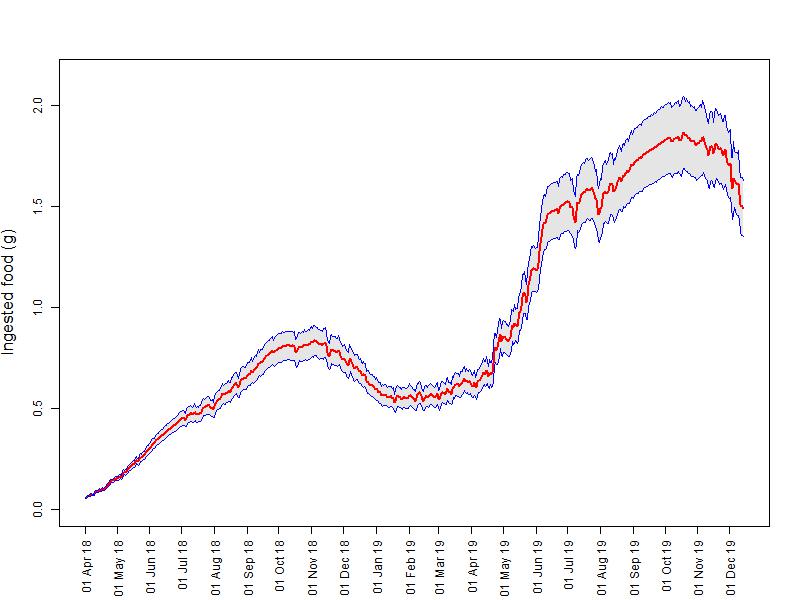 Ingested food (g)
2.0
1.5
1.0
0.5
0.0
01 Apr 18
01 May 18
01 Jun 18
01 Jul 18
01 Aug 18
01 Sep 18
01 Oct 18
01 Nov 18
01 Dec 18
01 Jan 19
01 Feb 19
01 Mar 19
01 Apr 19
01 May 19
01 Jun 19
01 Jul 19
01 Aug 19
01 Sep 19
01 Oct 19
01 Nov 19
01 Dec 19